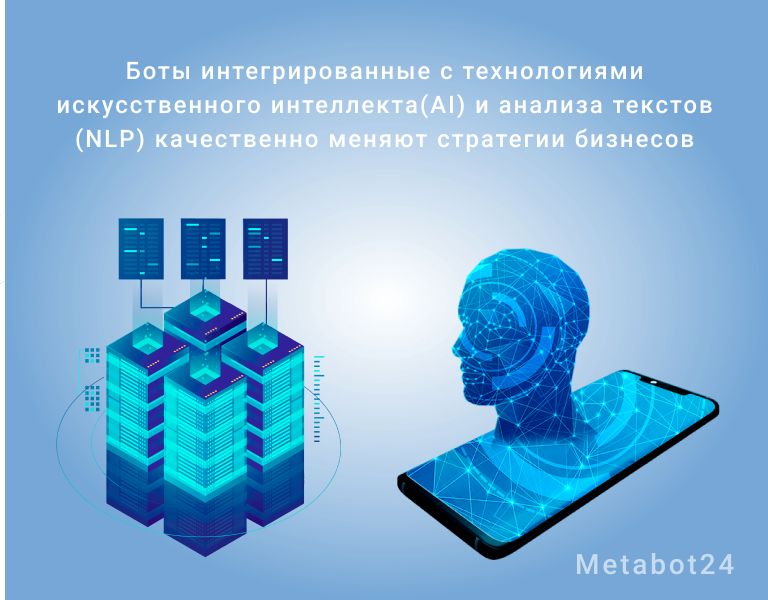 Боты интегрированные с технологиями
искусственного интеллекта(AI) и анализа текстов
(NLP) качественно меняют стратегии бизнесов
Metabot24